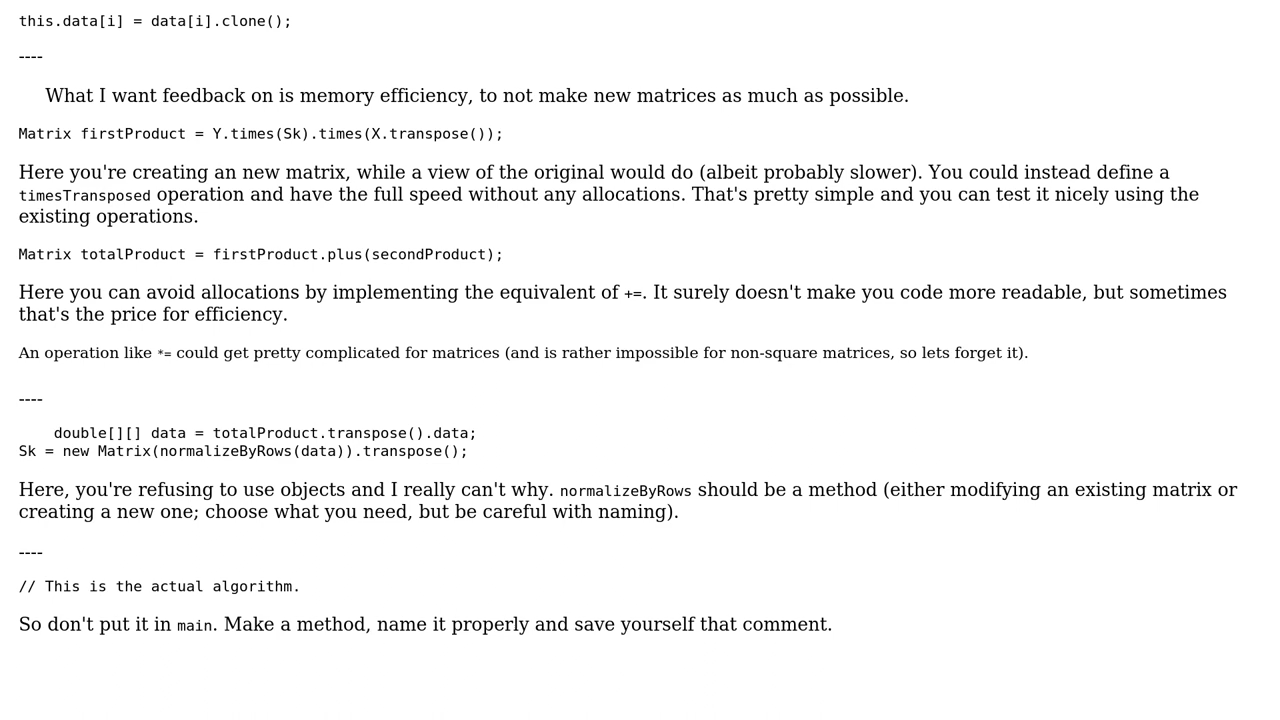 this.data[i] = data[i].clone();
----
What I want feedback on is memory efficiency, to not make new matrices as much as possible.
Matrix firstProduct = Y.times(Sk).times(X.transpose());
Here you're creating an new matrix, while a view of the original would do (albeit probably slower). You could instead define a
timesTransposed operation and have the full speed without any allocations. That's pretty simple and you can test it nicely using the
existing operations.
Matrix totalProduct = firstProduct.plus(secondProduct);
Here you can avoid allocations by implementing the equivalent of +=. It surely doesn't make you code more readable, but sometimes
that's the price for efficiency.
An operation like *= could get pretty complicated for matrices (and is rather impossible for non-square matrices, so lets forget it).
----
    double[][] data = totalProduct.transpose().data;
Sk = new Matrix(normalizeByRows(data)).transpose();
Here, you're refusing to use objects and I really can't why. normalizeByRows should be a method (either modifying an existing matrix or
creating a new one; choose what you need, but be careful with naming).
----
// This is the actual algorithm.
So don't put it in main. Make a method, name it properly and save yourself that comment.